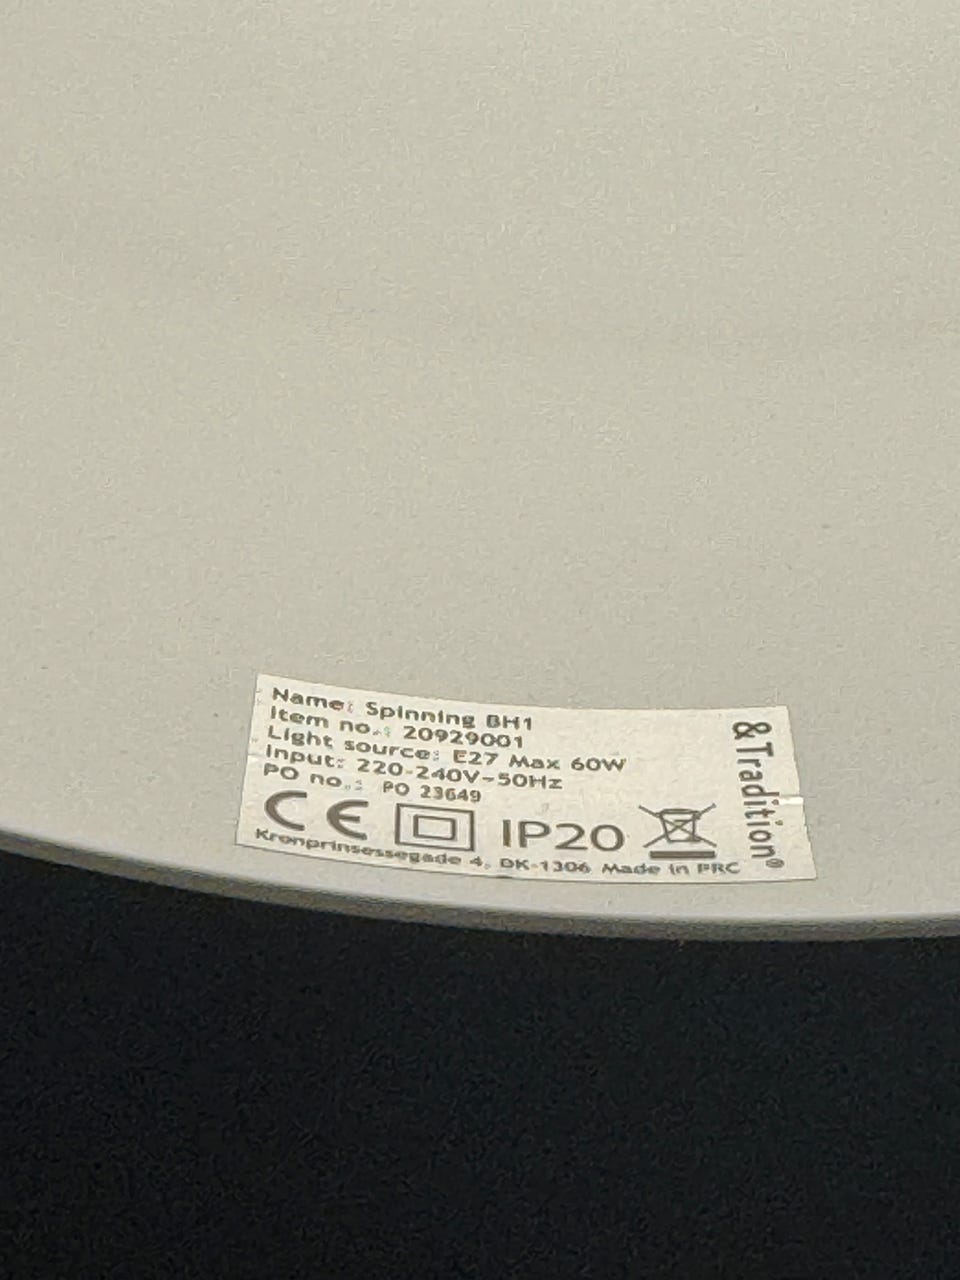 Name: Spinning BH1
Item no.: 20929001
Light source: E27 Max 60W
Input: 220-240V~50Hz
PO no.: PO 23649
CE IP20
Kronprinsessegade 4, DK-1306 Made in PRC
&Tradition®